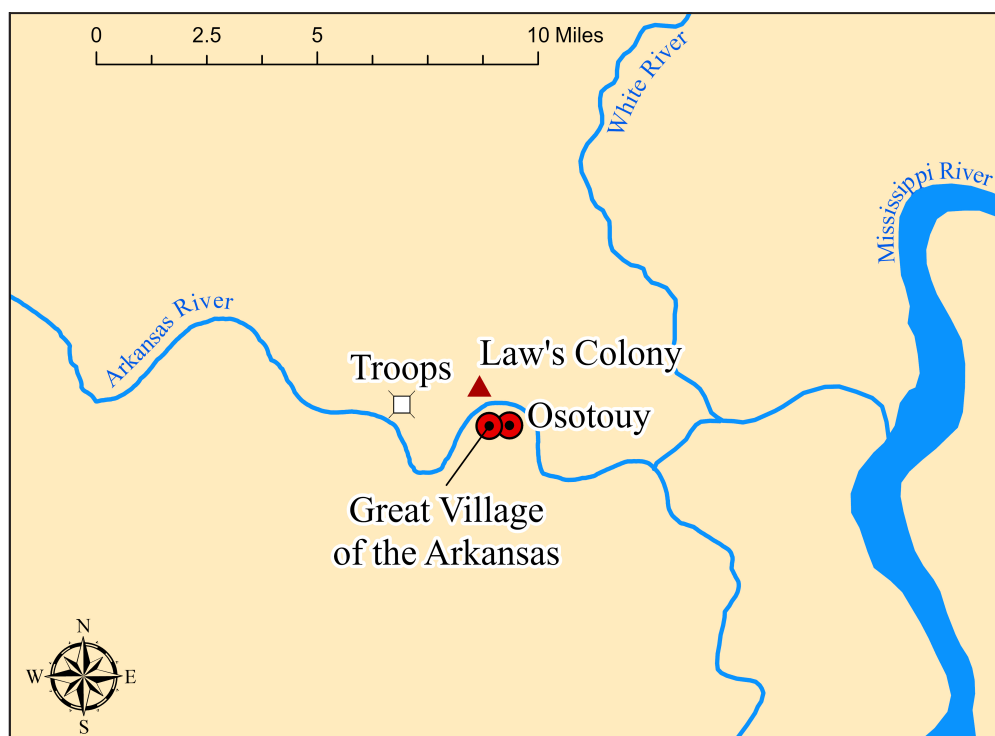 0 2.5 5 10 Miles
White River
Mississippi River
Arkansas River
Law's Colony
Troops
Osotouy
Great Village
of the Arkansas
N
W E
S